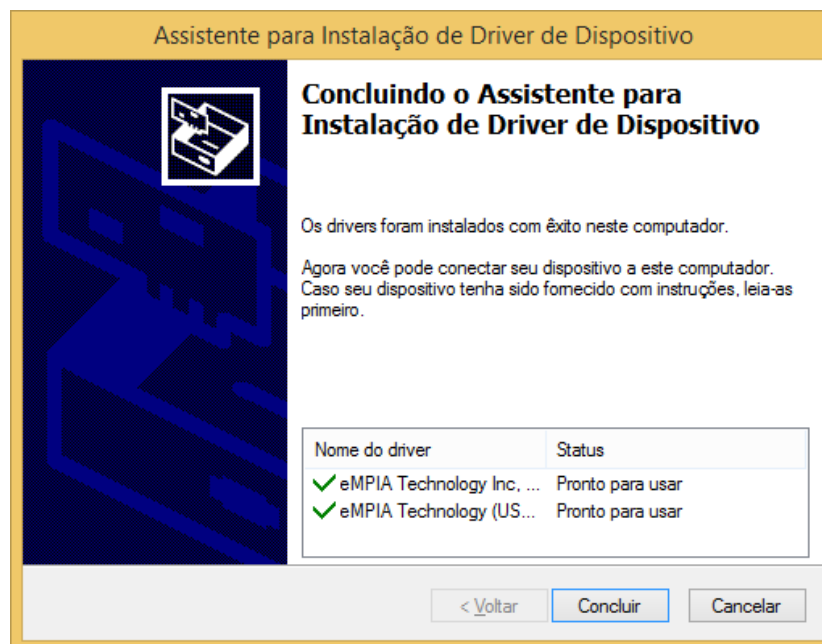 Assistente para Instalação de Driver de Dispositivo
Concluindo o Assistente para
Instalação de Driver de Dispositivo
Os drivers foram instalados com êxito neste computador.
Agora você pode conectar seu dispositivo a este computador.
Caso seu dispositivo tenha sido fornecido com instruções, leia-as
primeiro.
Nome do driver Status
eMPIA Technology Inc, ... Pronto para usar
eMPIA Technology (US... Pronto para usar
< Voltar Concluir Cancelar